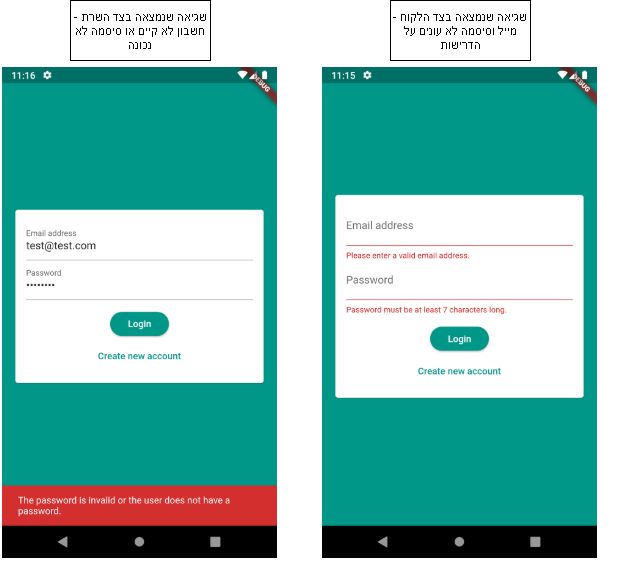 שגיאה שנמצאה בצד השרת -
חשבון לא קיים או סיסמה לא
נכונה
11:16
DEBUG
Email address
test@test.com
Password
••••••••
Login
Create new account
The password is invalid or the user does not have a
password.
שגיאה שנמצאה בצד הלקוח -
מייל וסיסמה לא עונים על
הדרישות
11:15
DEBUG
Email address
Please enter a valid email address.
Password
Password must be at least 7 characters long.
Login
Create new account